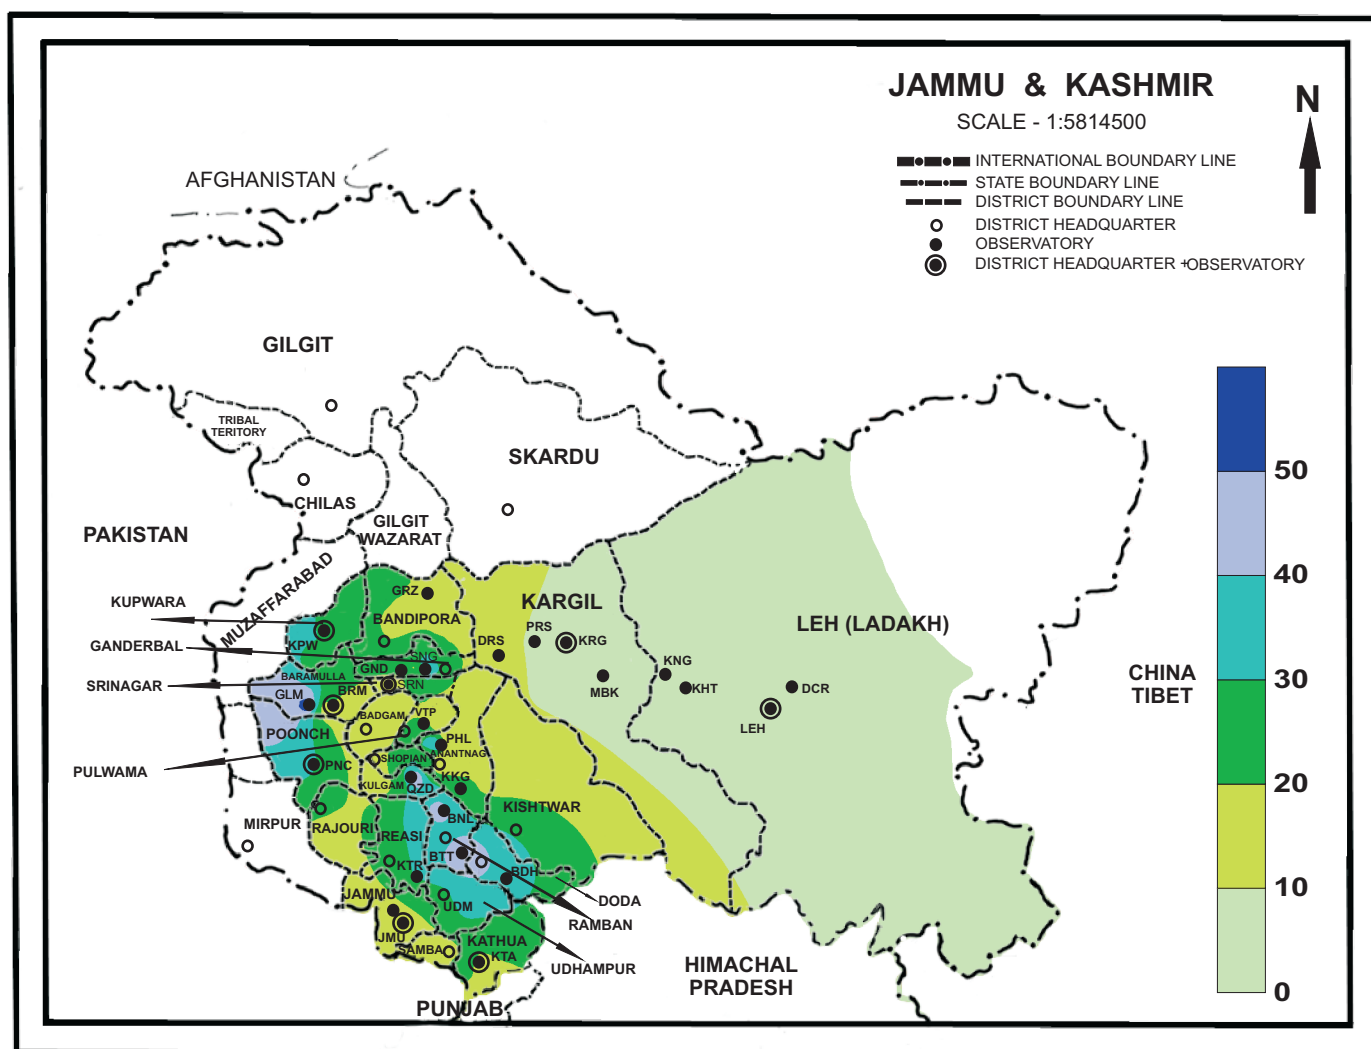 JAMMU & KASHMIR
SCALE - 1:5814500
N
INTERNATIONAL BOUNDARY LINE
STATE BOUNDARY LINE
DISTRICT BOUNDARY LINE
DISTRICT HEADQUARTER
OBSERVATORY
DISTRICT HEADQUARTER +OBSERVATORY
AFGHANISTAN
GILGIT
TRIBAL
TERITORY
SKARDU
CHILAS
GILGIT
WAZARAT
PAKISTAN
MUZAFFARABAD
KUPWARA
GANDERBAL
SRINAGAR
PULWAMA
KPW
GRZ
BANDIPORA
KARGIL
DRS
PRS
KRG
MBK
LEH (LADAKH)
KNG
KHT
DCR
LEH
CHINA
TIBET
SNG
GND
SRN
BARAMULLA
GLM
BRM
BADGAM
VTP
POONCH
PHL
ANANTNAG
SHOPIAN
PNC
KULGAM
QZD
KKG
MIRPUR
RAJOURI
REASI
BNL
KISHTWAR
BTT
KTR
BDH
JAMMU
UDM
DODA
RAMBAN
UDHAMPUR
JMU
SAMBA
KATHUA
KTA
PUNJAB
HIMACHAL
PRADESH
50
40
30
20
10
0